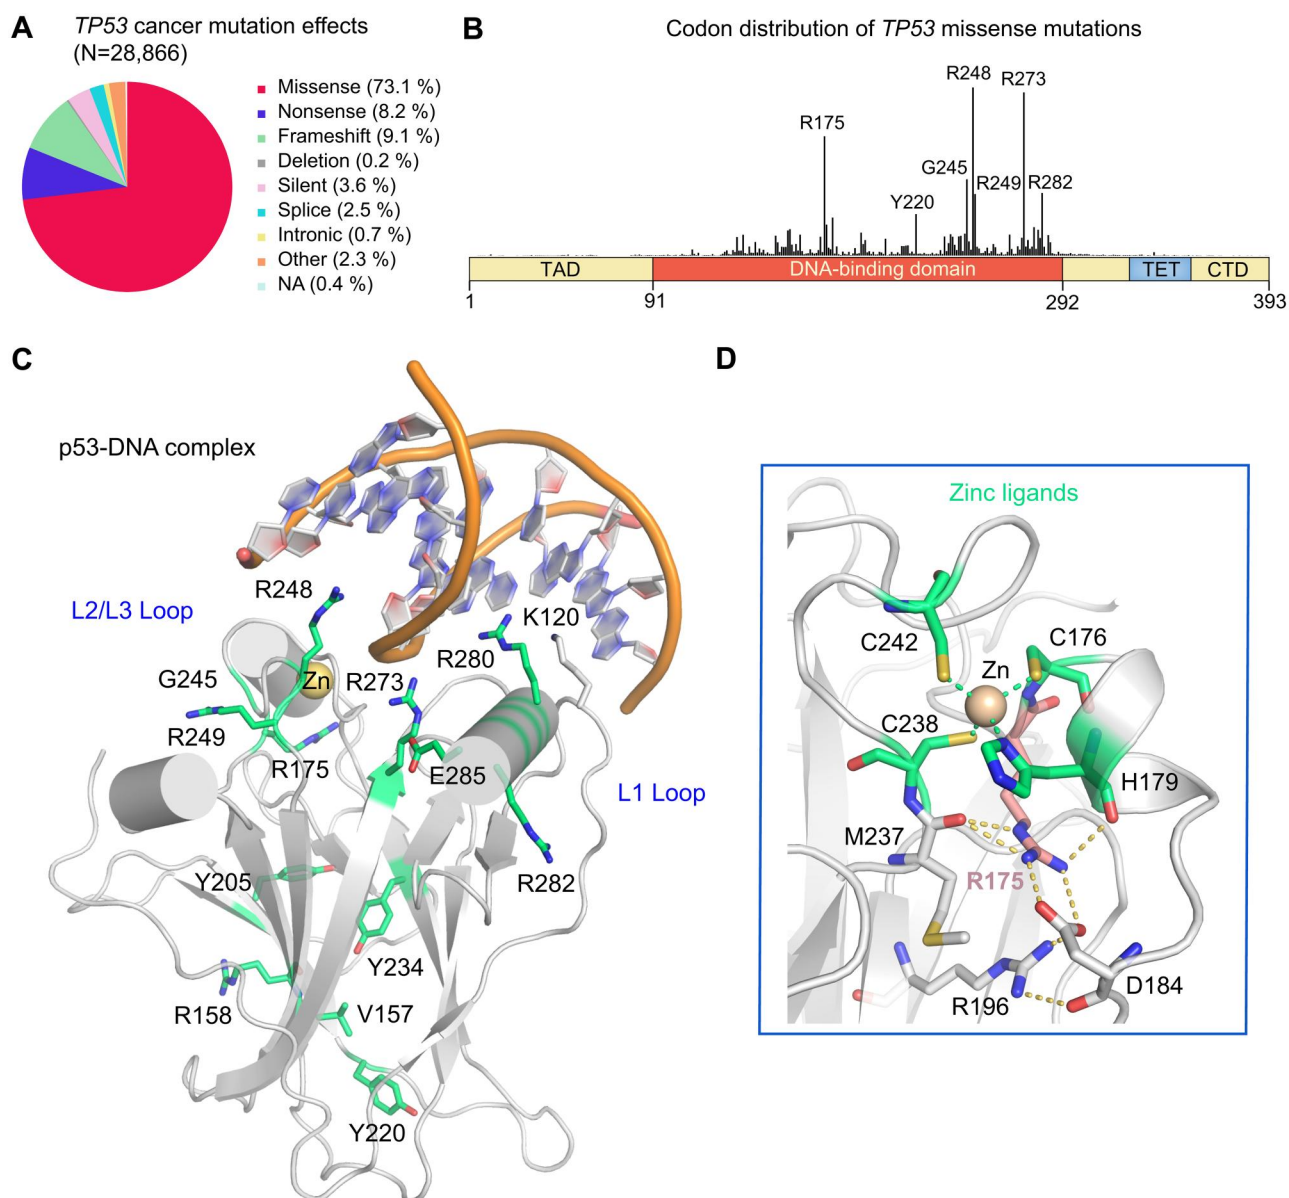 A
TP53 cancer mutation effects
(N=28,866)
Missense (73.1 %)
Nonsense (8.2 %)
Frameshift (9.1 %)
Deletion (0.2 %)
Silent (3.6 %)
Splice (2.5 %)
Intronic (0.7 %)
Other (2.3 %)
NA (0.4 %)
B
Codon distribution of TP53 missense mutations
R248
R273
R175
G245
R249
R282
Y220
TAD
DNA-binding domain
TET
CTD
1
91
292
393
C
p53-DNA complex
R248
L2/L3 Loop
K120
R280
G245
Zn
R273
R249
R175
E285
L1 Loop
Y205
R282
Y234
R158
V157
Y220
D
Zinc ligands
C242
C176
Zn
C238
H179
M237
R175
R196
D184